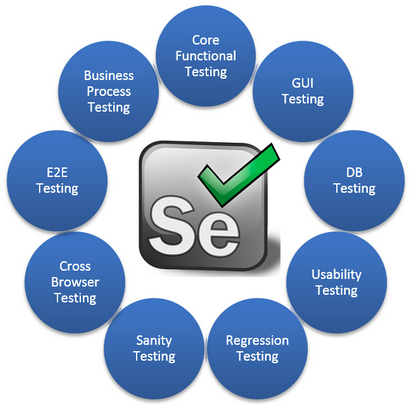 Core
Functional
Testing
GUI
Testing
DB
Testing
Usability
Testing
Regression
Testing
Sanity
Testing
Cross
Browser
Testing
E2E
Testing
Business
Process
Testing
Se